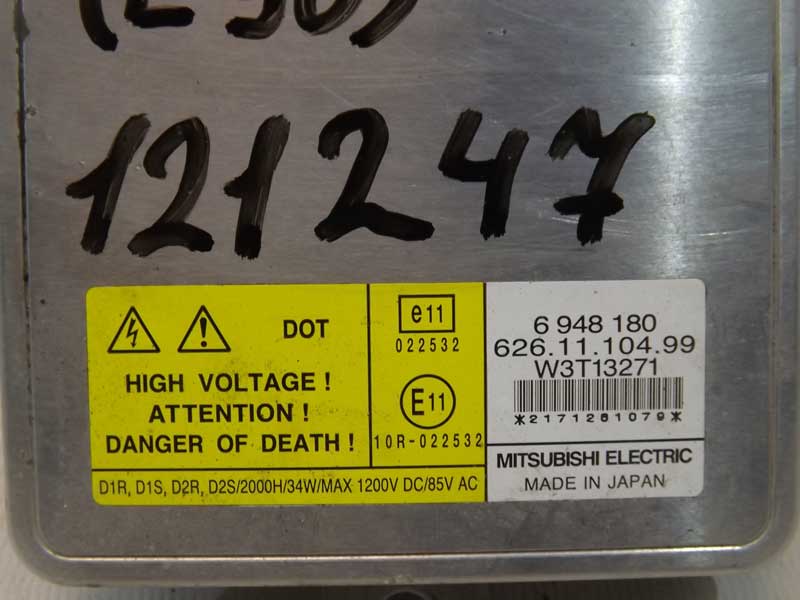 121247
DOT
HIGH VOLTAGE !
ATTENTION !
DANGER OF DEATH !
e11
022532
E11
10R-022532
D1R, D1S, D2R, D2S/2000H/34W/MAX 1200V DC/85V AC
6 948 180
626.11.104.99
W3T13271
*2171281079*
MITSUBISHI ELECTRIC
MADE IN JAPAN